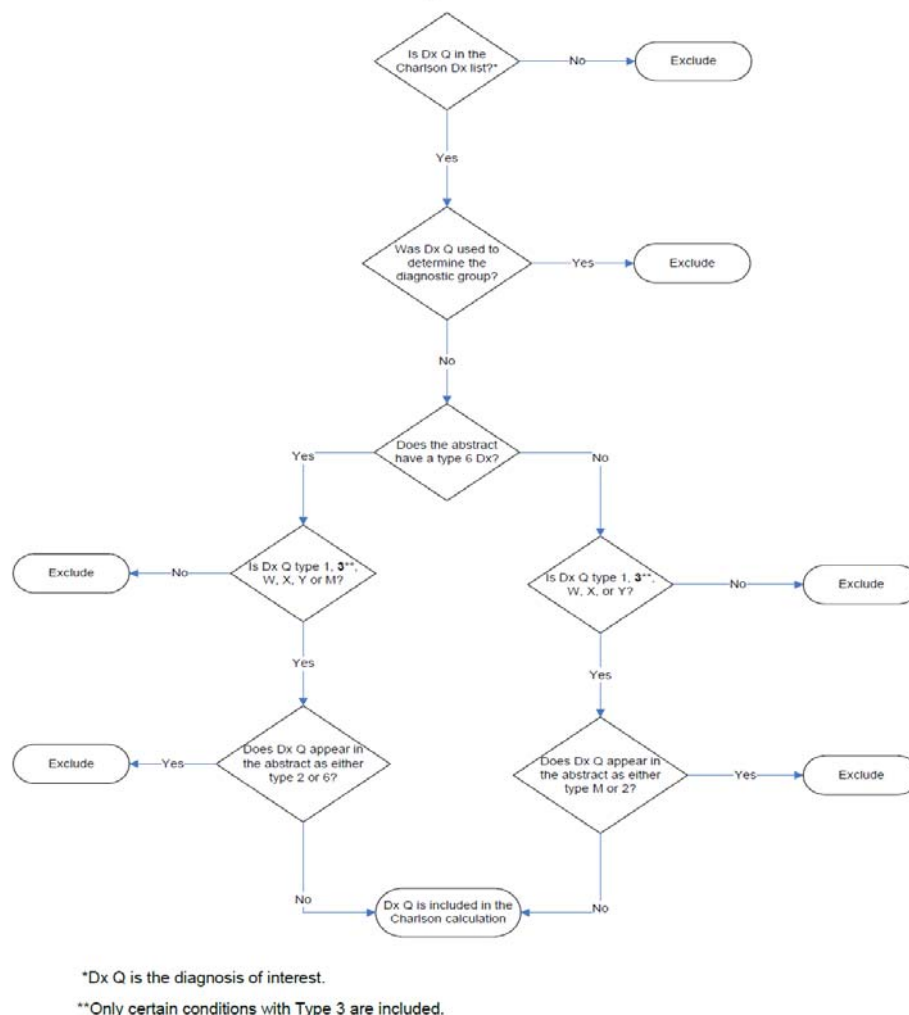 Is Dx Q in the
Charlson Dx list?*
No
Exclude
Yes
Was Dx Q used to
determine the
diagnostic group?
Yes
Exclude
No
Does the abstract
have a type 6 Dx?
Yes
No
Is Dx Q type 1, 3**,
W, X, Y or M?
No
Exclude
Is Dx Q type 1, 3**,
W, X, or Y?
No
Exclude
Yes
Yes
Does Dx Q appear in
the abstract as either
type 2 or 6?
Yes
Exclude
Does Dx Q appear in
the abstract as either
type M or 2?
Yes
Exclude
No
No
Dx Q is included in the
Charlson calculation
*Dx Q is the diagnosis of interest.
**Only certain conditions with Type 3 are included.